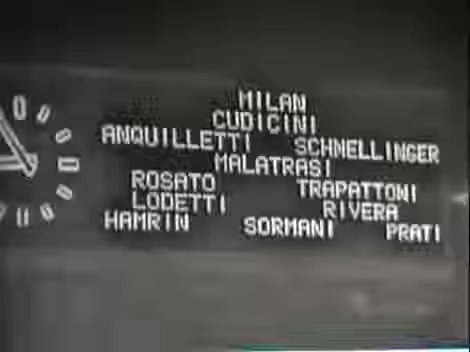 MILAN
CUDICINI
ANQUILLETTI SCHNELLINGER
MALATRASI
ROSATO TRAPATTONI
LODETTI RIVERA
HAMRIN SORMANI PRATI